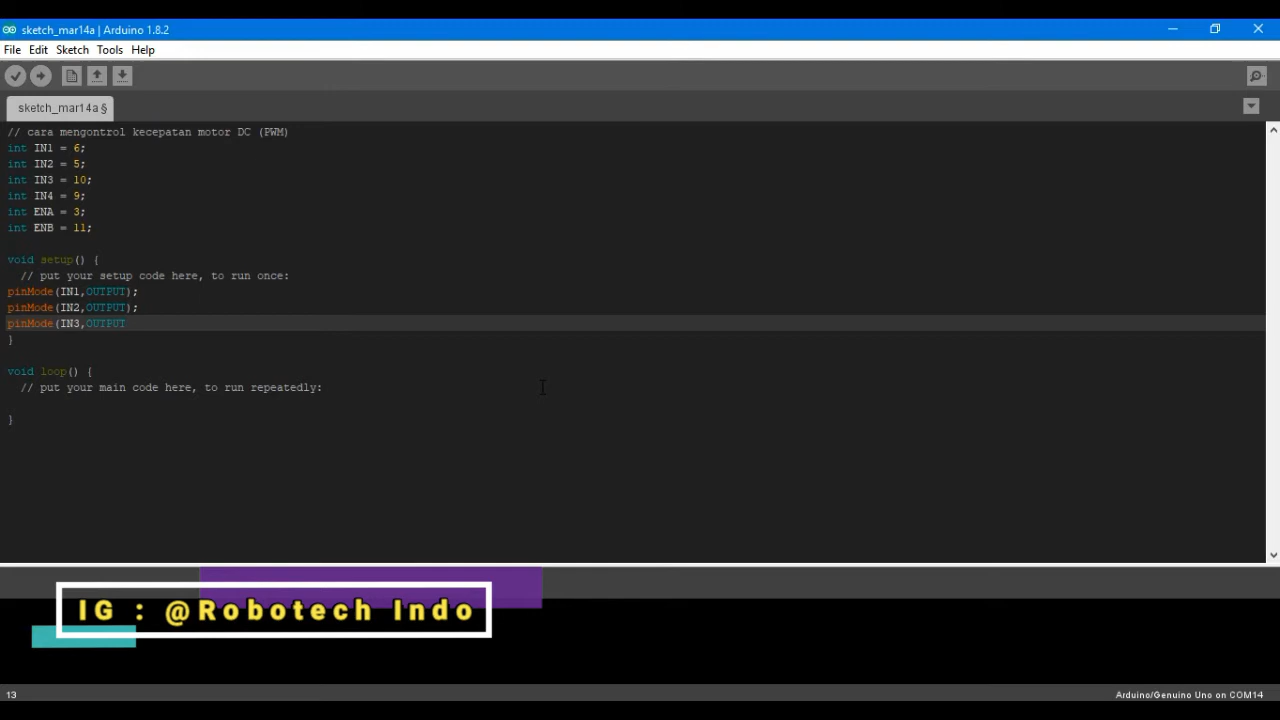 sketch_mar14a | Arduino 1.8.2
File Edit Sketch Tools Help
sketch_mar14a §
// cara mengontrol kecepatan motor DC (PWM)
int IN1 = 6;
int IN2 = 5;
int IN3 = 10;
int IN4 = 9;
int ENA = 3;
int ENB = 11;
void setup() {
// put your setup code here, to run once:
pinMode(IN1,OUTPUT);
pinMode(IN2,OUTPUT);
pinMode(IN3,OUTPUT
}
void loop() {
// put your main code here, to run repeatedly:
}
IG : @Robotech Indo
13
Arduino/Genuino Uno on COM14